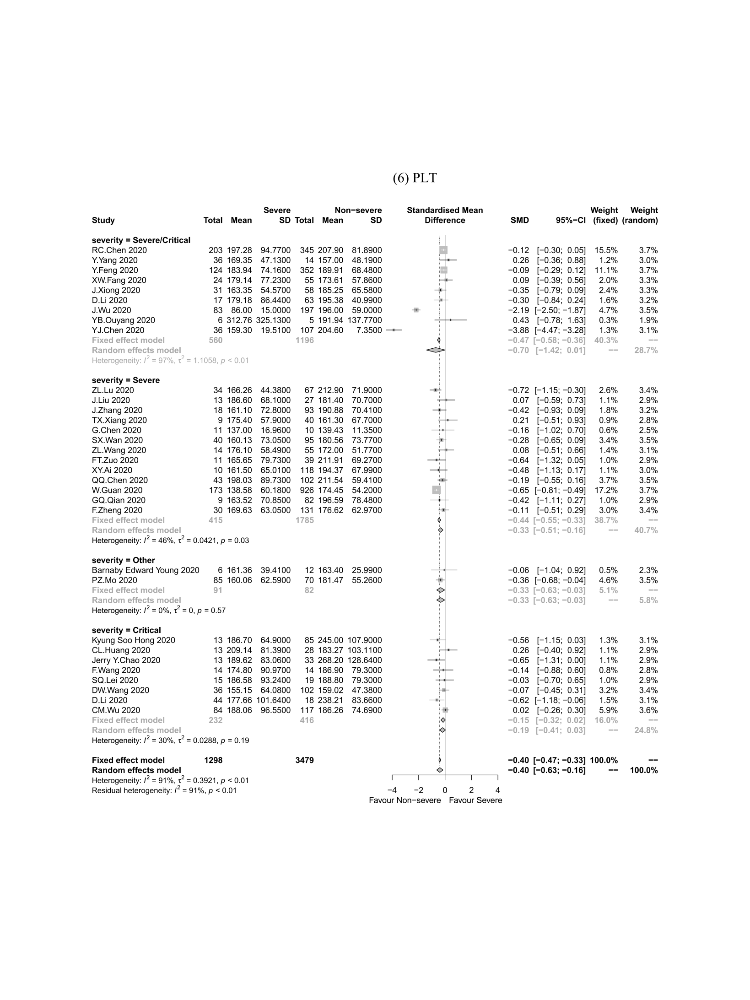 (6) PLT
Severe Non−severe Standardised Mean Weight Weight
Study Total Mean SD Total Mean SD Difference SMD 95%−CI (fixed) (random)
severity = Severe/Critical
RC.Chen 2020 203 197.28 94.7700 345 207.90 81.8900 −0.12 [−0.30; 0.05] 15.5% 3.7%
Y.Yang 2020 36 169.35 47.1300 14 157.00 48.1900 0.26 [−0.36; 0.88] 1.2% 3.0%
Y.Feng 2020 124 183.94 74.1600 352 189.91 68.4800 −0.09 [−0.29; 0.12] 11.1% 3.7%
XW.Fang 2020 24 179.14 77.2300 55 173.61 57.8600 0.09 [−0.39; 0.56] 2.0% 3.3%
J.Xiong 2020 31 163.35 54.5700 58 185.25 65.5800 −0.35 [−0.79; 0.09] 2.4% 3.3%
D.Li 2020 17 179.18 86.4400 63 195.38 40.9900 −0.30 [−0.84; 0.24] 1.6% 3.2%
J.Wu 2020 83 86.00 15.0000 197 196.00 59.0000 −2.19 [−2.50; −1.87] 4.7% 3.5%
YB.Ouyang 2020 6 312.76 325.1300 5 191.94 137.7700 0.43 [−0.78; 1.63] 0.3% 1.9%
YJ.Chen 2020 36 159.30 19.5100 107 204.60 7.3500 −3.88 [−4.47; −3.28] 1.3% 3.1%
Fixed effect model 560 1196 −0.47 [−0.58; −0.36] 40.3% −−
Random effects model −0.70 [−1.42; 0.01] −− 28.7%
Heterogeneity: I² = 97%, τ² = 1.1058, p < 0.01
severity = Severe
ZL.Lu 2020 34 166.26 44.3800 67 212.90 71.9000 −0.72 [−1.15; −0.30] 2.6% 3.4%
J.Liu 2020 13 186.60 68.1000 27 181.40 70.7000 0.07 [−0.59; 0.73] 1.1% 2.9%
J.Zhang 2020 18 161.10 72.8000 93 190.88 70.4100 −0.42 [−0.93; 0.09] 1.8% 3.2%
TX.Xiang 2020 9 175.40 57.9000 40 161.30 67.7000 0.21 [−0.51; 0.93] 0.9% 2.8%
G.Chen 2020 11 137.00 16.9600 10 139.43 11.3500 −0.16 [−1.02; 0.70] 0.6% 2.5%
SX.Wan 2020 40 160.13 73.0500 95 180.56 73.7700 −0.28 [−0.65; 0.09] 3.4% 3.5%
ZL.Wang 2020 14 176.10 58.4900 55 172.00 51.7700 0.08 [−0.51; 0.66] 1.4% 3.1%
FT.Zuo 2020 11 165.65 79.7300 39 211.91 69.2700 −0.64 [−1.32; 0.05] 1.0% 2.9%
XY.Ai 2020 10 161.50 65.0100 118 194.37 67.9900 −0.48 [−1.13; 0.17] 1.1% 3.0%
QQ.Chen 2020 43 198.03 89.7300 102 211.54 59.4100 −0.19 [−0.55; 0.16] 3.7% 3.5%
W.Guan 2020 173 138.58 60.1800 926 174.45 54.2000 −0.65 [−0.81; −0.49] 17.2% 3.7%
GQ.Qian 2020 9 163.52 70.8500 82 196.59 78.4800 −0.42 [−1.11; 0.27] 1.0% 2.9%
F.Zheng 2020 30 169.63 63.0500 131 176.62 62.9700 −0.11 [−0.51; 0.29] 3.0% 3.4%
Fixed effect model 415 1785 −0.44 [−0.55; −0.33] 38.7% −−
Random effects model −0.33 [−0.51; −0.16] −− 40.7%
Heterogeneity: I² = 46%, τ² = 0.0421, p = 0.03
severity = Other
Barnaby Edward Young 2020 6 161.36 39.4100 12 163.40 25.9900 −0.06 [−1.04; 0.92] 0.5% 2.3%
PZ.Mo 2020 85 160.06 62.5900 70 181.47 55.2600 −0.36 [−0.68; −0.04] 4.6% 3.5%
Fixed effect model 91 82 −0.33 [−0.63; −0.03] 5.1% −−
Random effects model −0.33 [−0.63; −0.03] −− 5.8%
Heterogeneity: I² = 0%, τ² = 0, p = 0.57
severity = Critical
Kyung Soo Hong 2020 13 186.70 64.9000 85 245.00 107.9000 −0.56 [−1.15; 0.03] 1.3% 3.1%
CL.Huang 2020 13 209.14 81.3900 28 183.27 103.1100 0.26 [−0.40; 0.92] 1.1% 2.9%
Jerry Y.Chao 2020 13 189.62 83.0600 33 268.20 128.6400 −0.65 [−1.31; 0.00] 1.1% 2.9%
F.Wang 2020 14 174.80 90.9700 14 186.90 79.3000 −0.14 [−0.88; 0.60] 0.8% 2.8%
SQ.Lei 2020 15 186.58 93.2400 19 188.80 79.3000 −0.03 [−0.70; 0.65] 1.0% 2.9%
DW.Wang 2020 36 155.15 64.0800 102 159.02 47.3800 −0.07 [−0.45; 0.31] 3.2% 3.4%
D.Li 2020 44 177.66 101.6400 18 238.21 83.6600 −0.62 [−1.18; −0.06] 1.5% 3.1%
CM.Wu 2020 84 188.06 96.5500 117 186.26 74.6900 0.02 [−0.26; 0.30] 5.9% 3.6%
Fixed effect model 232 416 −0.15 [−0.32; 0.02] 16.0% −−
Random effects model −0.19 [−0.41; 0.03] −− 24.8%
Heterogeneity: I² = 30%, τ² = 0.0288, p = 0.19
Fixed effect model 1298 3479 −0.40 [−0.47; −0.33] 100.0% −−
Random effects model −0.40 [−0.63; −0.16] −− 100.0%
Heterogeneity: I² = 91%, τ² = 0.3921, p < 0.01
Residual heterogeneity: I² = 91%, p < 0.01
−4 −2 0 2 4
Favour Non−severe Favour Severe